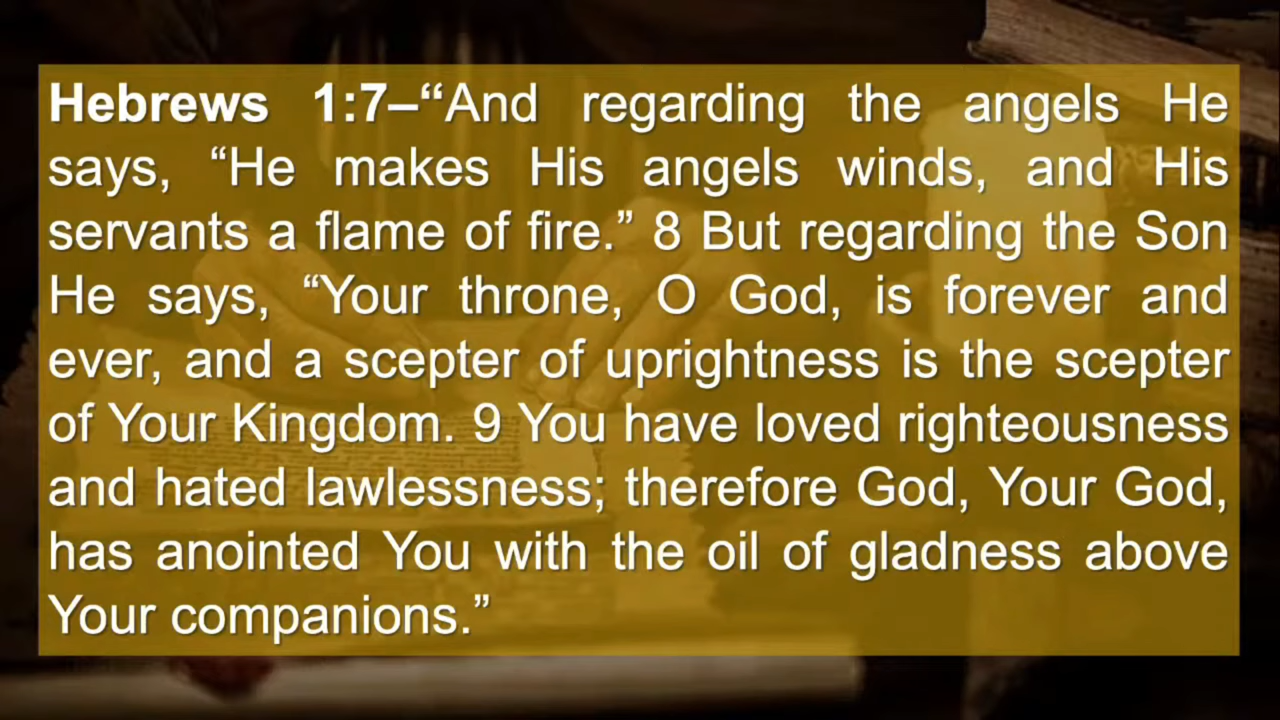 Hebrews 1:7–“And regarding the angels He
says, “He makes His angels winds, and His
servants a flame of fire.” 8 But regarding the Son
He says, “Your throne, O God, is forever and
ever, and a scepter of uprightness is the scepter
of Your Kingdom. 9 You have loved righteousness
and hated lawlessness; therefore God, Your God,
has anointed You with the oil of gladness above
Your companions.”